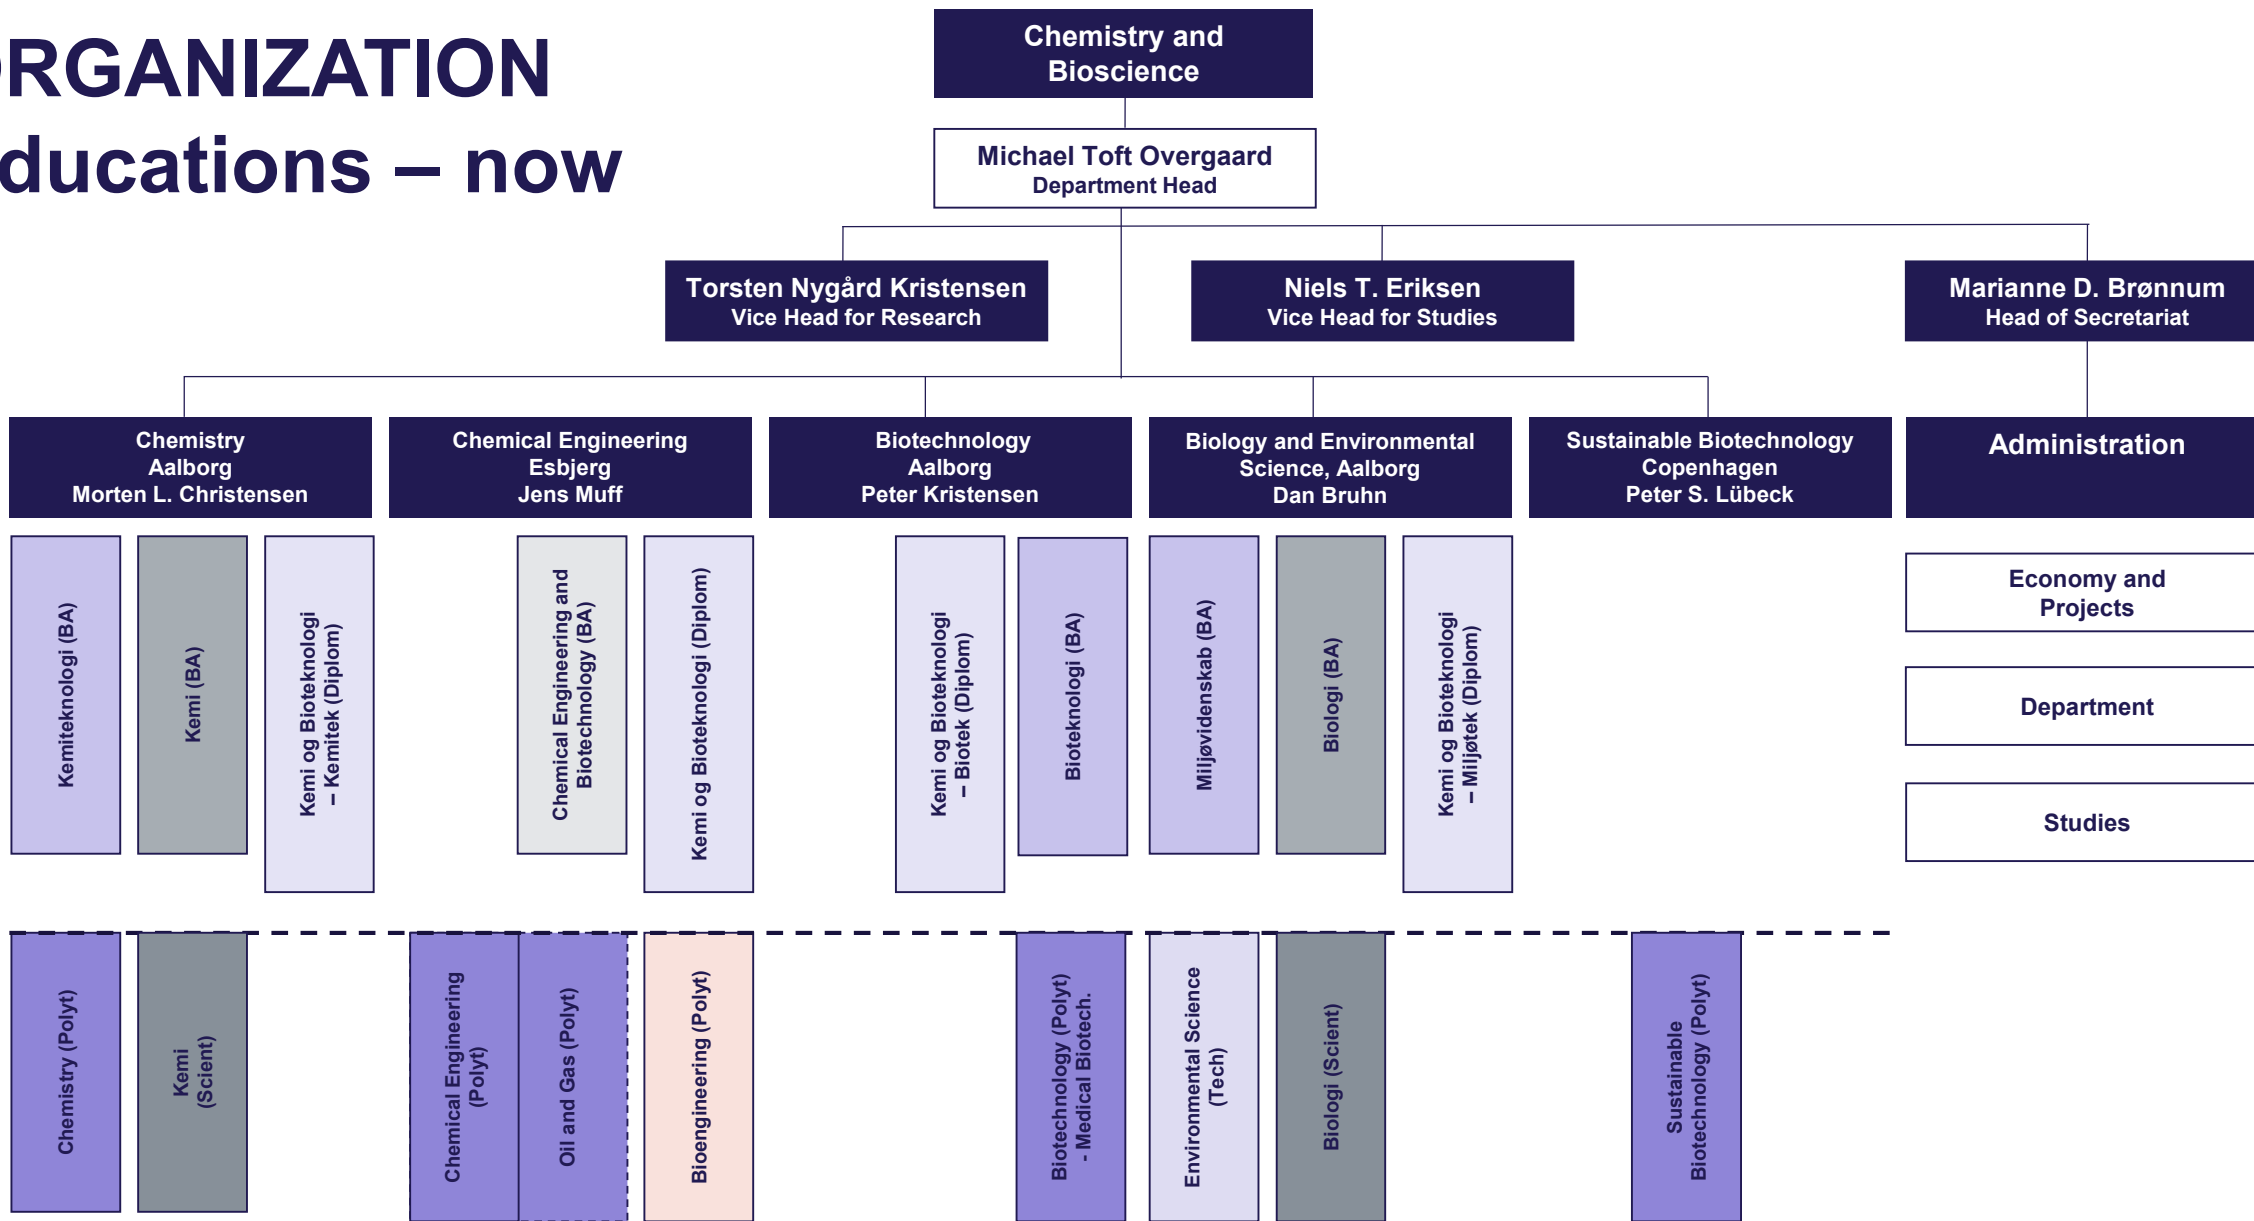 ORGANIZATION
ducations – now
Chemistry and
Bioscience
Michael Toft Overgaard
Department Head
Torsten Nygård Kristensen
Vice Head for Research
Niels T. Eriksen
Vice Head for Studies
Marianne D. Brønnum
Head of Secretariat
Chemistry
Aalborg
Morten L. Christensen
Chemical Engineering
Esbjerg
Jens Muff
Biotechnology
Aalborg
Peter Kristensen
Biology and Environmental
Science, Aalborg
Dan Bruhn
Sustainable Biotechnology
Copenhagen
Peter S. Lübeck
Administration
Kemiteknologi (BA)
Kemi (BA)
Kemi og Bioteknologi
– Kemitek (Diplom)
Chemical Engineering and
Biotechnology (BA)
Kemi og Bioteknologi (Diplom)
Kemi og Bioteknologi
– Biotek (Diplom)
Bioteknologi (BA)
Miljøvidenskab (BA)
Biologi (BA)
Kemi og Bioteknologi
– Miljøtek (Diplom)
Economy and
Projects
Department
Studies
Chemistry (Polyt)
Kemi
(Scient)
Chemical Engineering
(Polyt)
Oil and Gas (Polyt)
Bioengineering (Polyt)
Biotechnology (Polyt)
- Medical Biotech.
Environmental Science
(Tech)
Biologi (Scient)
Sustainable
Biotechnology (Polyt)